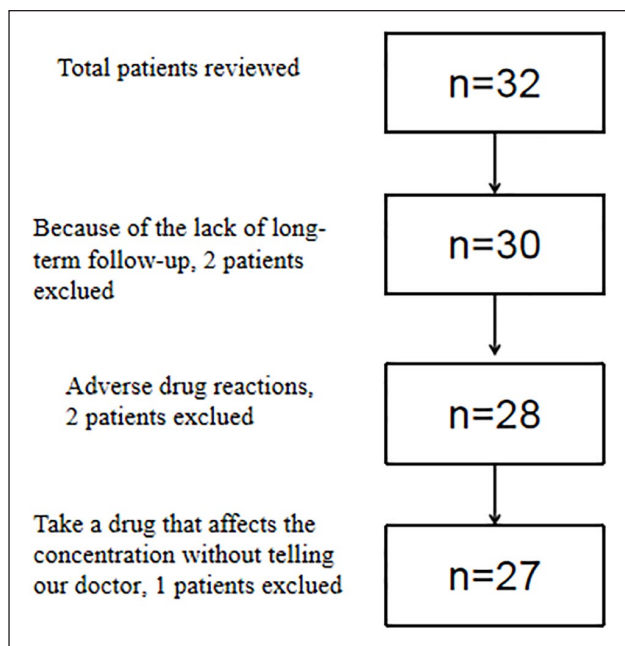 Total patients reviewed
n=32
Because of the lack of long-
term follow-up, 2 patients
exclued
n=30
Adverse drug reactions,
2 patients exclued
n=28
Take a drug that affects the
concentration without telling
our doctor, 1 patients exclued
n=27